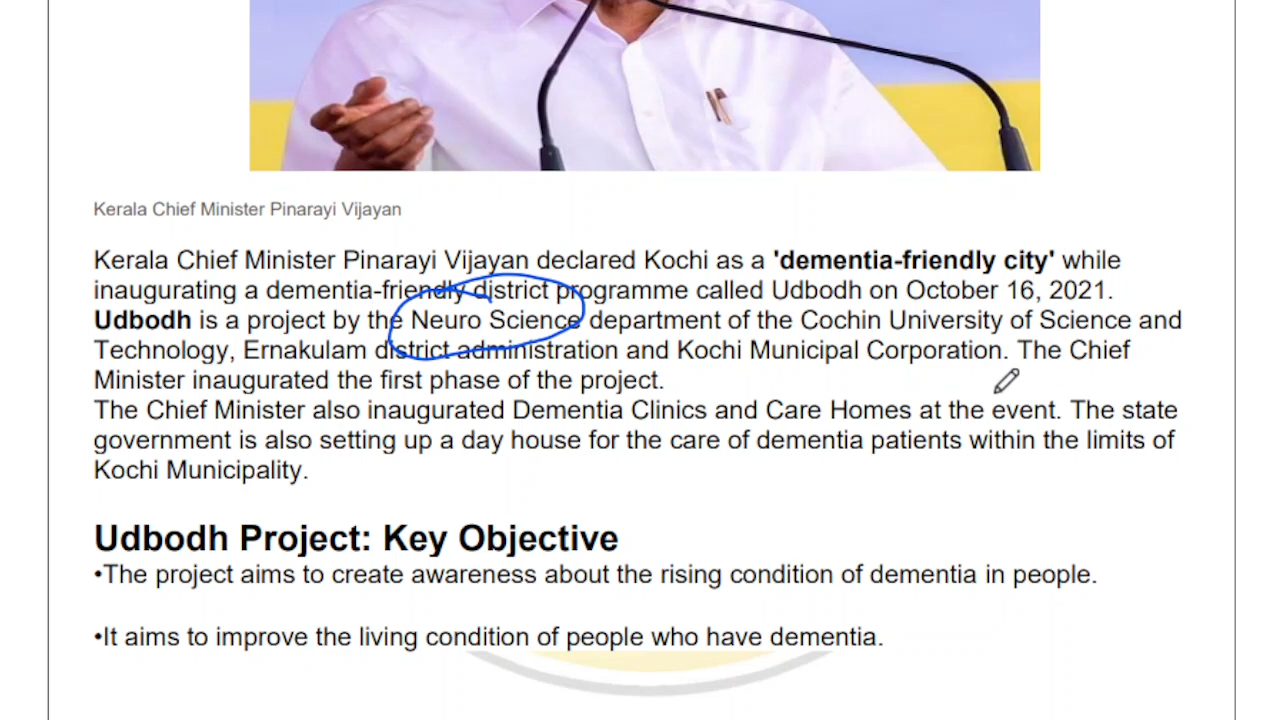 Kerala Chief Minister Pinarayi Vijayan
Kerala Chief Minister Pinarayi Vijayan declared Kochi as a 'dementia-friendly city' while
inaugurating a dementia-friendly district programme called Udbodh on October 16, 2021.
Udbodh is a project by the Neuro Science department of the Cochin University of Science and
Technology, Ernakulam district administration and Kochi Municipal Corporation. The Chief
Minister inaugurated the first phase of the project.
The Chief Minister also inaugurated Dementia Clinics and Care Homes at the event. The state
government is also setting up a day house for the care of dementia patients within the limits of
Kochi Municipality.
Udbodh Project: Key Objective
•The project aims to create awareness about the rising condition of dementia in people.
•It aims to improve the living condition of people who have dementia.